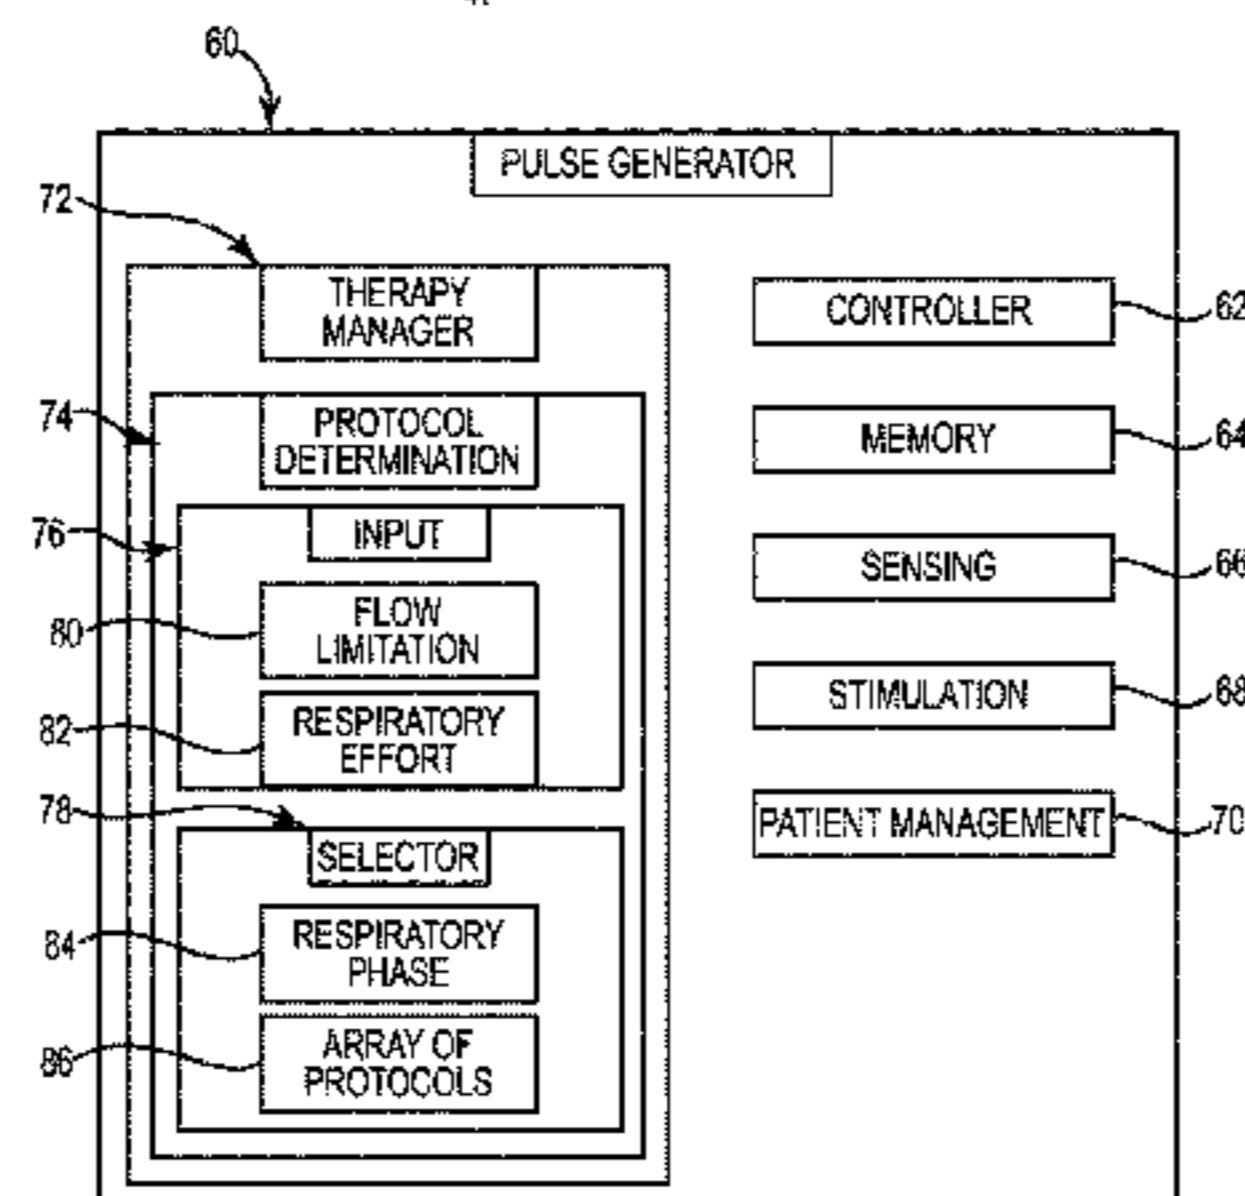 60
PULSE GENERATOR
72
THERAPY
MANAGER
CONTROLLER
62
74
PROTOCOL
DETERMINATION
MEMORY
64
76
INPUT
SENSING
66
80
FLOW
LIMITATION
82
RESPIRATORY
EFFORT
STIMULATION
68
78
SELECTOR
PATIENT MANAGEMENT
70
84
RESPIRATORY
PHASE
86
ARRAY OF
PROTOCOLS